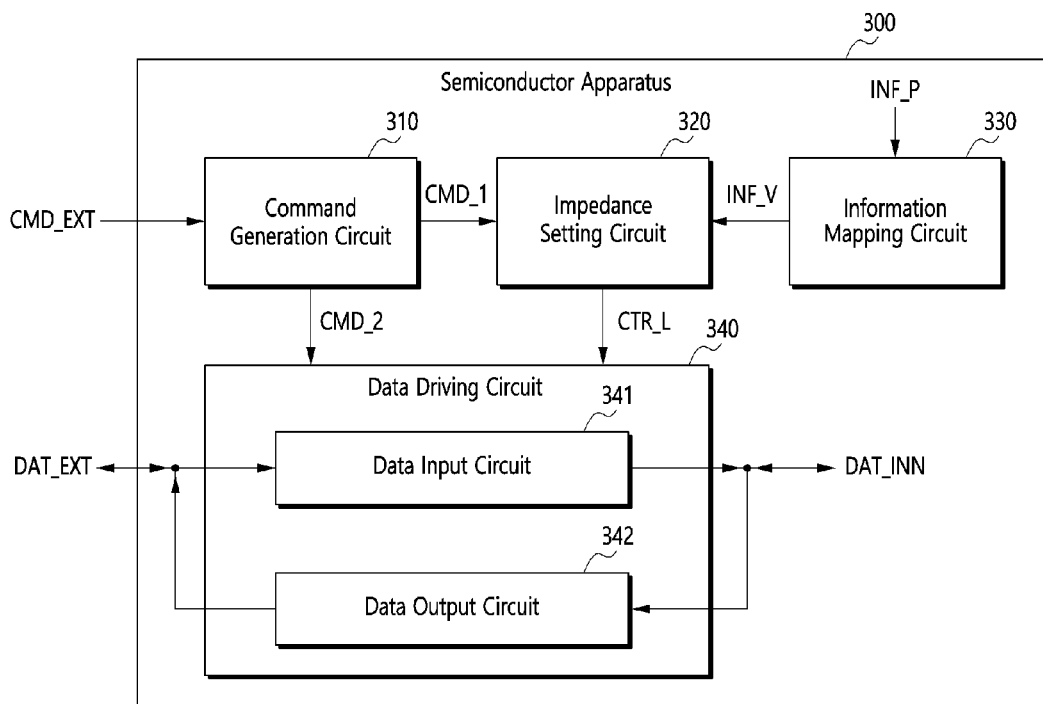 300
Semiconductor Apparatus
INF_P
310
320
330
CMD_EXT
Command
Generation Circuit
CMD_1
Impedance
Setting Circuit
INF_V
Information
Mapping Circuit
CMD_2
CTR_L
340
Data Driving Circuit
341
DAT_EXT
Data Input Circuit
DAT_INN
342
Data Output Circuit